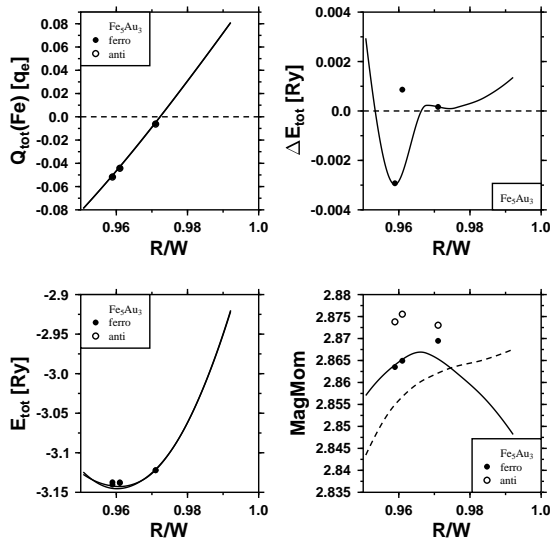 Q_tot(Fe) [q_e]
0.08
0.06
0.04
0.02
0.0
-0.02
-0.04
-0.06
-0.08
Fe₅Au₃
ferro
anti
0.96 0.98 1.0
R/W
ΔE_tot [Ry]
0.004
0.002
0.0
-0.002
-0.004
Fe₅Au₃
0.96 0.98 1.0
R/W
E_tot [Ry]
-2.9
-2.95
-3.0
-3.05
-3.1
-3.15
Fe₅Au₃
ferro
anti
0.96 0.98 1.0
R/W
MagMom
2.88
2.875
2.87
2.865
2.86
2.855
2.85
2.845
2.84
2.835
Fe₅Au₃
ferro
anti
0.96 0.98 1.0
R/W